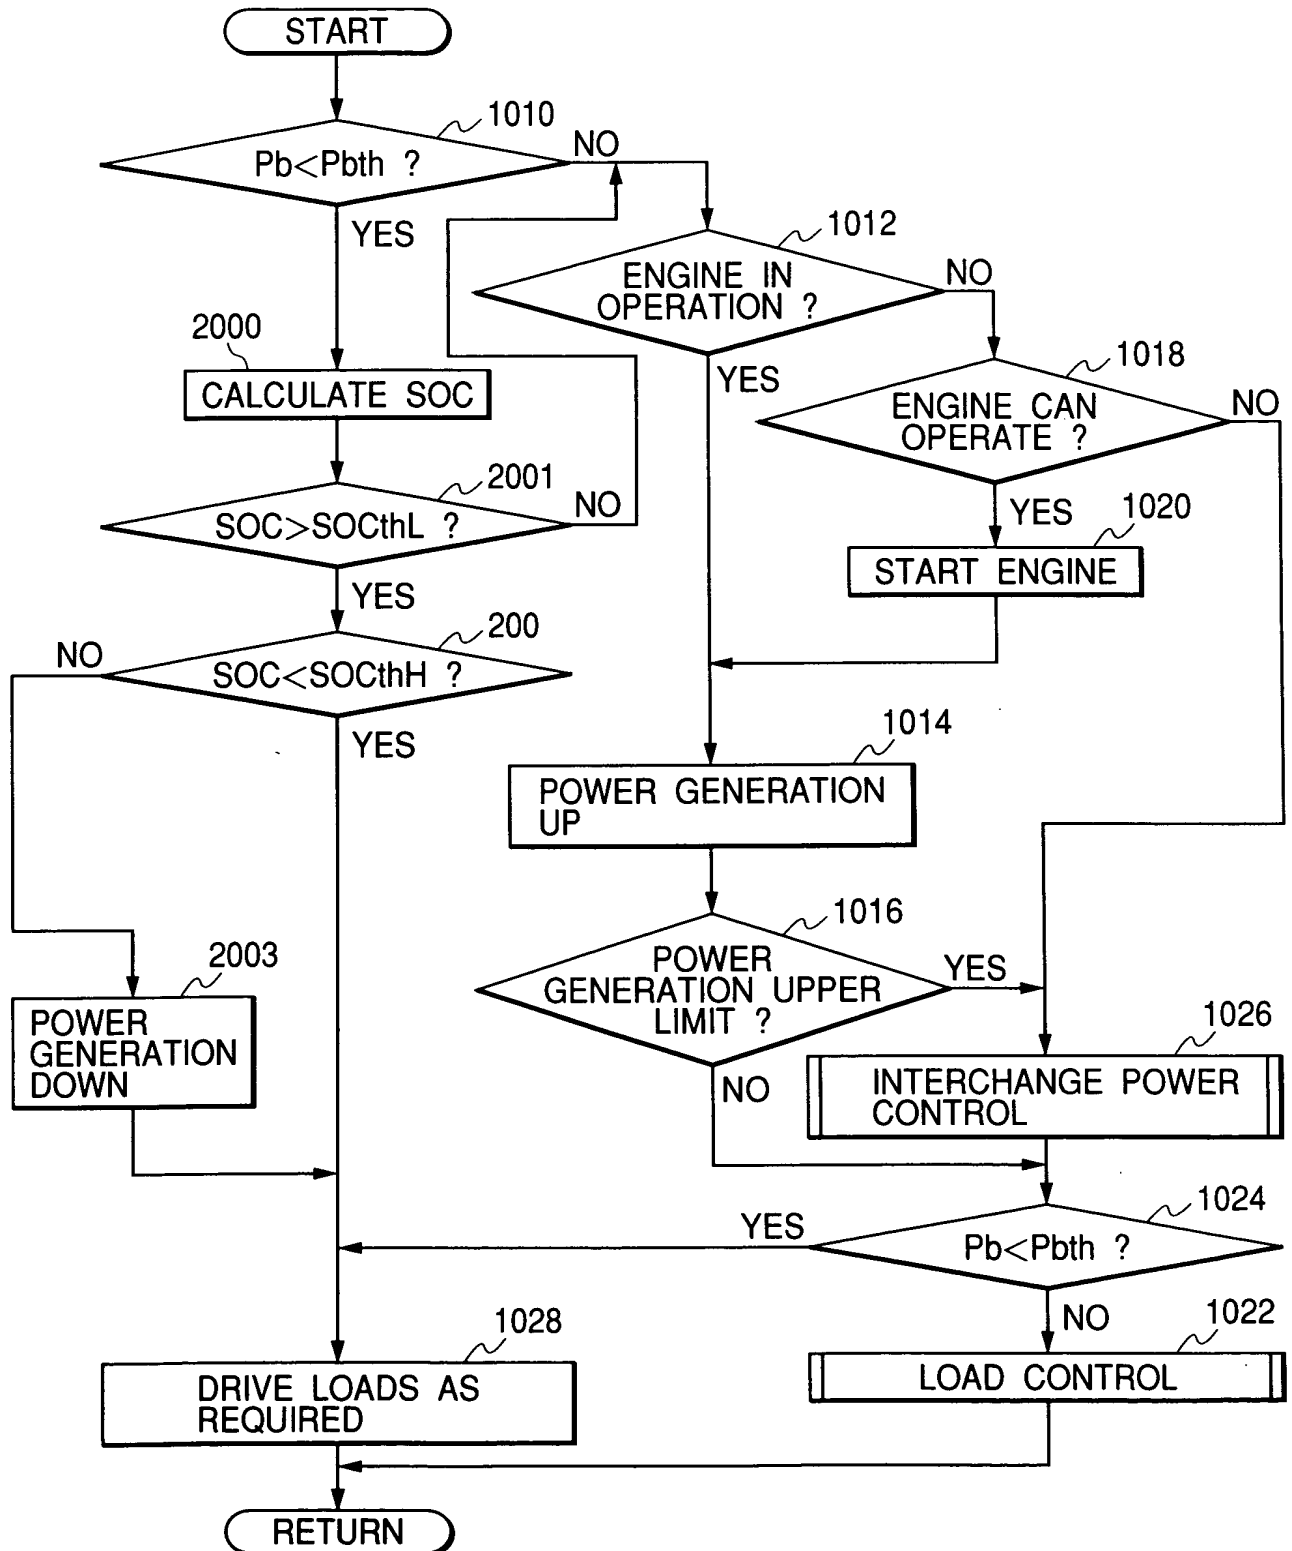 START
1010
Pb<Pbth ?
NO
YES
1012
ENGINE IN
OPERATION ?
NO
YES
2000
CALCULATE SOC
1018
ENGINE CAN
OPERATE ?
NO
YES
2001
SOC>SOCthL ?
NO
YES
1020
START ENGINE
200
SOC<SOCthH ?
NO
YES
1014
POWER GENERATION
UP
1016
POWER
GENERATION UPPER
LIMIT ?
YES
NO
2003
POWER
GENERATION
DOWN
1026
INTERCHANGE POWER
CONTROL
1024
Pb<Pbth ?
YES
NO
1022
LOAD CONTROL
1028
DRIVE LOADS AS
REQUIRED
RETURN